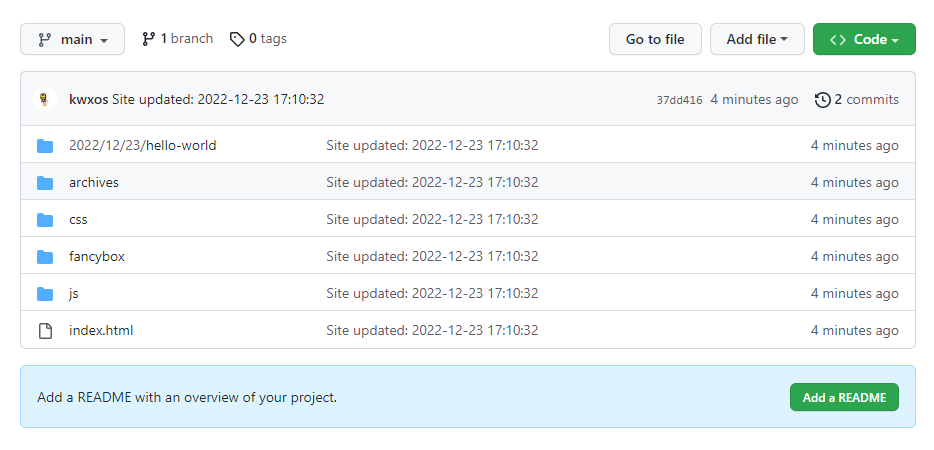 main 1 branch 0 tags Go to file Add file Code
kwxos Site updated: 2022-12-23 17:10:32 37dd416 4 minutes ago 2 commits
2022/12/23/hello-world Site updated: 2022-12-23 17:10:32 4 minutes ago
archives Site updated: 2022-12-23 17:10:32 4 minutes ago
css Site updated: 2022-12-23 17:10:32 4 minutes ago
fancybox Site updated: 2022-12-23 17:10:32 4 minutes ago
js Site updated: 2022-12-23 17:10:32 4 minutes ago
index.html Site updated: 2022-12-23 17:10:32 4 minutes ago
Add a README with an overview of your project. Add a README